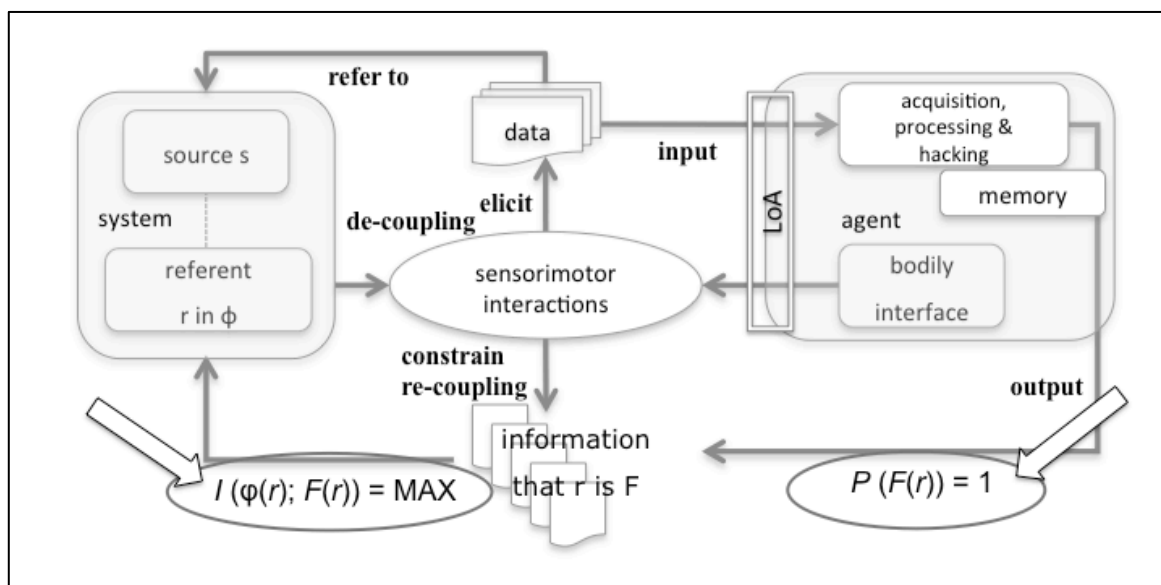 refer to
source s
system
referent
r in ϕ
de-coupling
elicit
data
input
LoA
acquisition,
processing &
hacking
memory
agent
bodily
interface
sensorimotor
interactions
constrain
re-coupling
output
information
that r is F
I (φ(r); F(r)) = MAX
P (F(r)) = 1